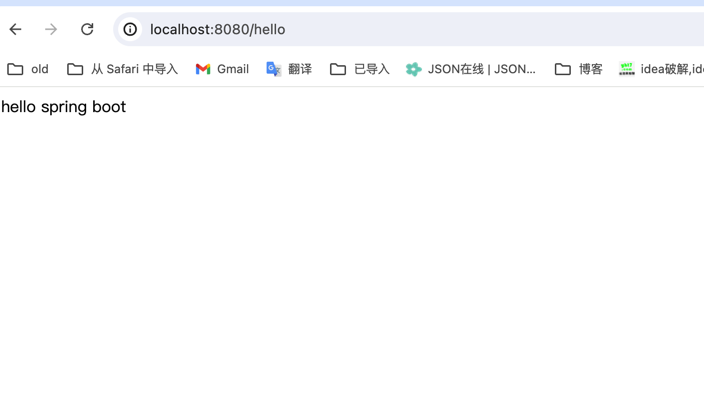 localhost:8080/hello
old 从 Safari 中导入 Gmail 翻译 已导入 JSON在线 | JSON... 博客 idea破解,ide
hello spring boot